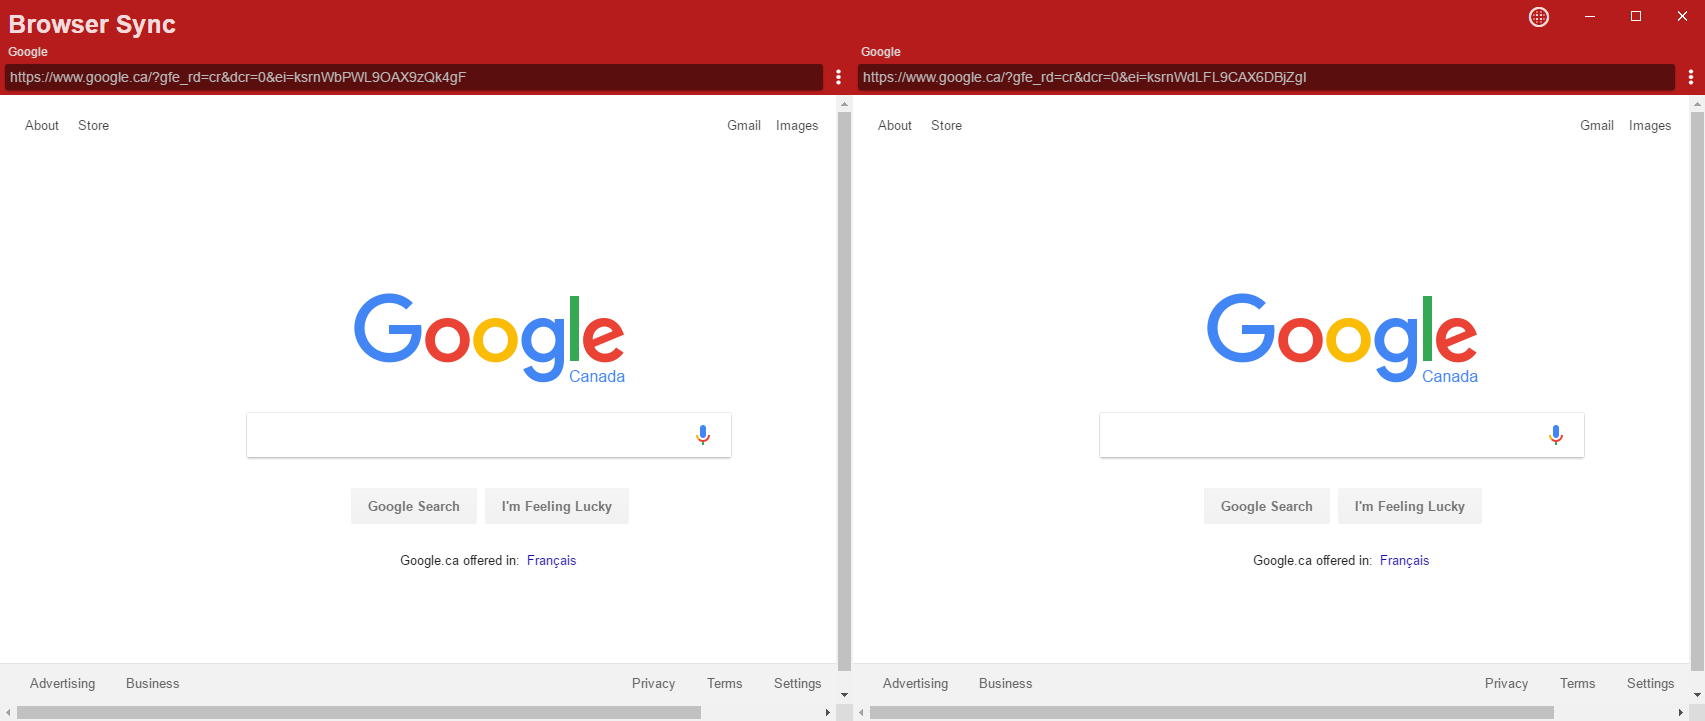 Browser Sync
Google
https://www.google.ca/?gfe_rd=cr&dcr=0&ei=ksrnWbPWL9OAX9zQk4gF
About Store Gmail Images
Google
Canada
Google Search I'm Feeling Lucky
Google.ca offered in: Français
Advertising Business Privacy Terms Settings
Google
https://www.google.ca/?gfe_rd=cr&dcr=0&ei=ksrnWdLFL9CAX6DBjZgI
About Store Gmail Images
Google
Canada
Google Search I'm Feeling Lucky
Google.ca offered in: Français
Advertising Business Privacy Terms Settings